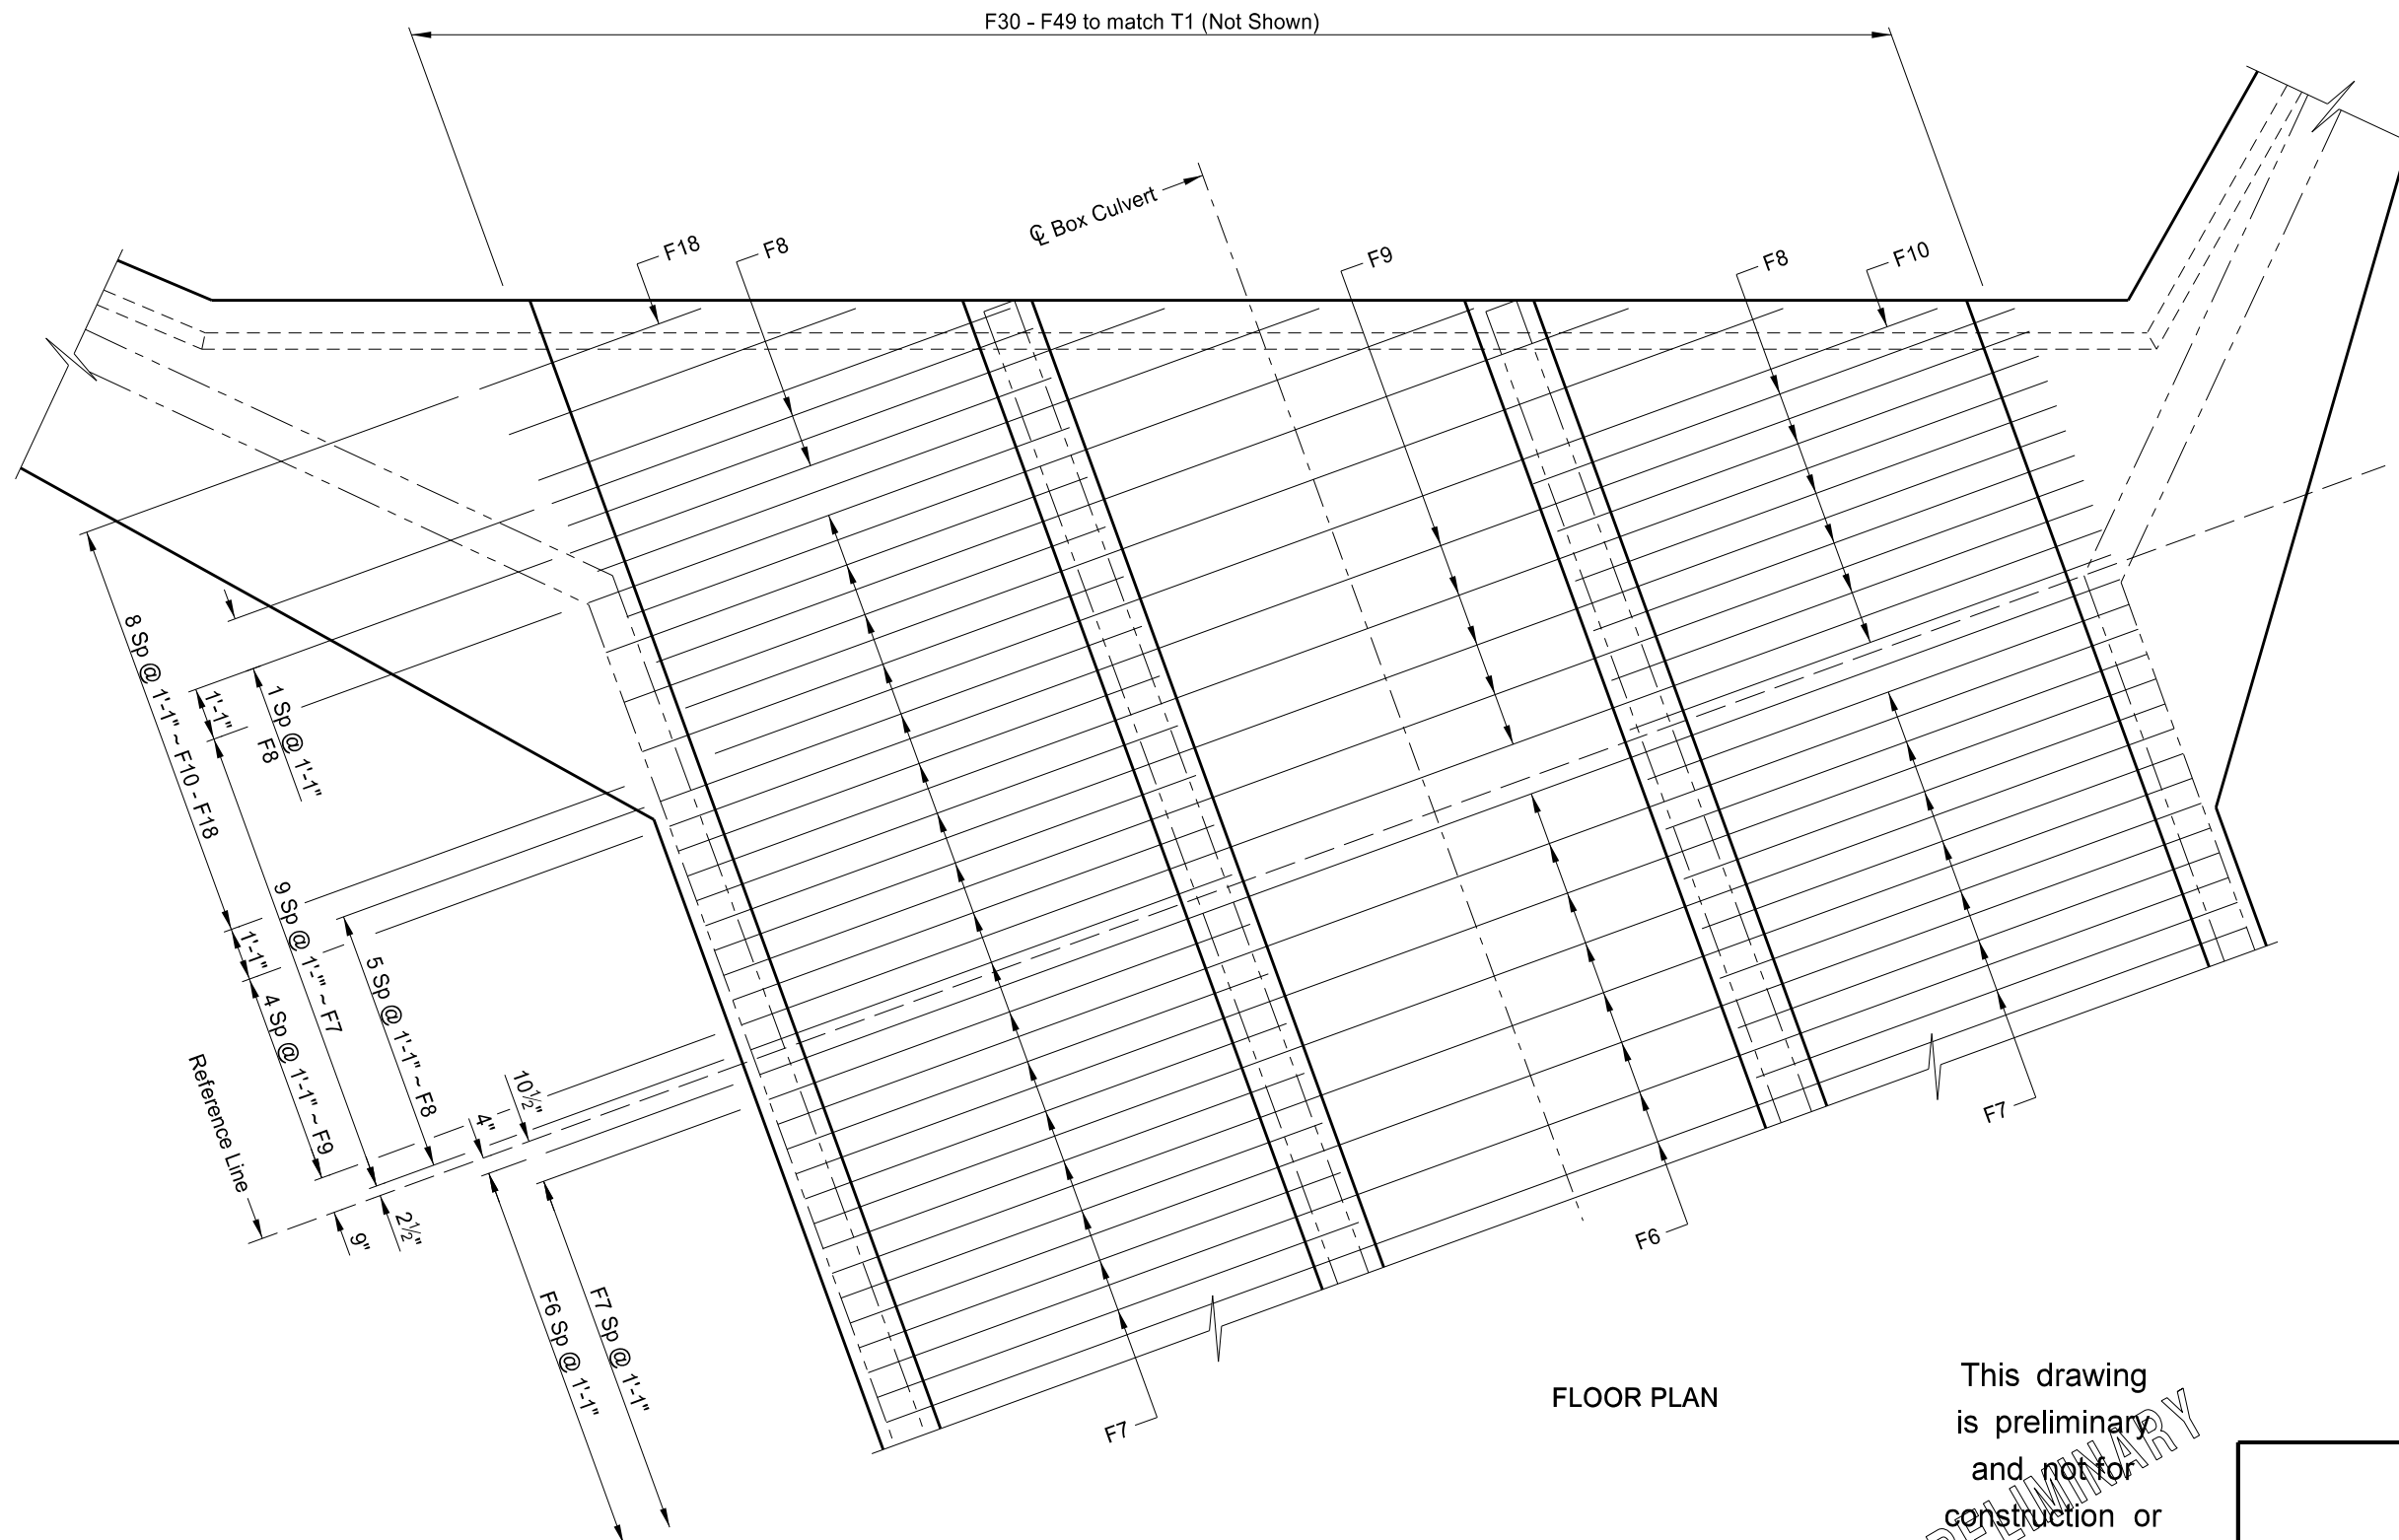 F30 - F49 to match T1 (Not Shown)
℄ Box Culvert
F18
F8
F9
F8
F10
8 Sp @ 1'-1" ~ F10 - F18
1'-1"
1 Sp @ 1'-1"
F8
9 Sp @ 1'-" ~ F7
1'-1"
4 Sp @ 1'-1" ~ F9
5 Sp @ 1'-1" ~ F8
10½"
4"
Reference Line
9"
2½"
F6 Sp @ 1'-1"
F7 Sp @ 1'-1"
F7
F6
F7
FLOOR PLAN
This drawing
is preliminary
and not for
construction or